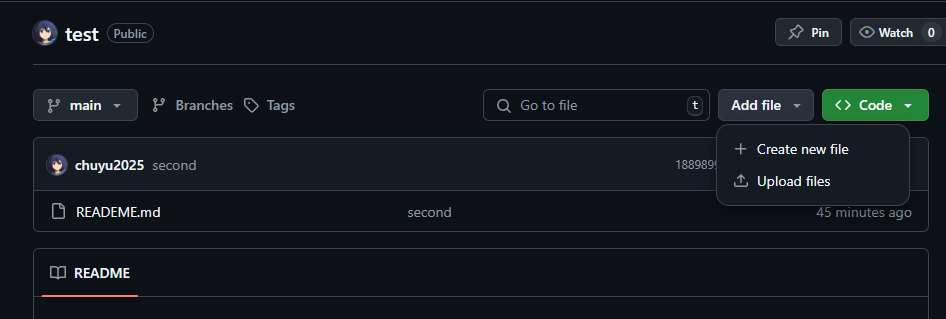 test Public Pin Watch 0
main Branches Tags Go to file t Add file Code
Create new file
chuyu2025 second
Upload files
READEME.md second 45 minutes ago
README